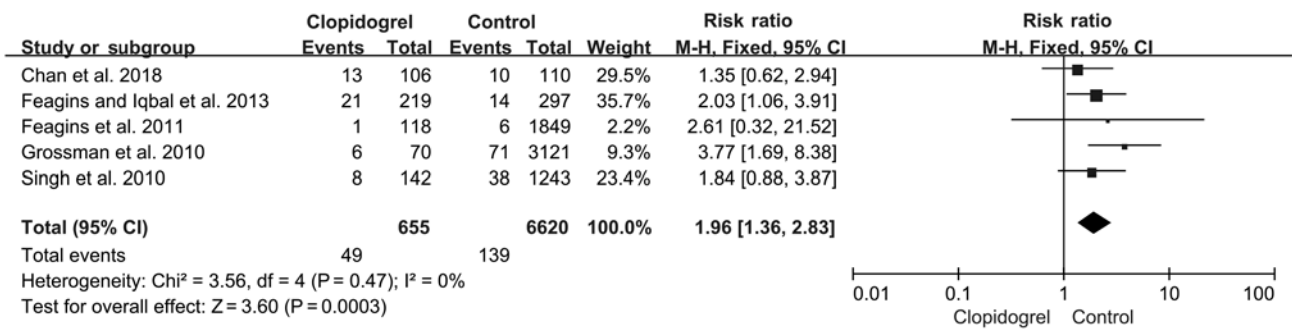 Clopidogrel Control Risk ratio Risk ratio
Study or subgroup Events Total Events Total Weight M-H, Fixed, 95% CI M-H, Fixed, 95% CI
Chan et al. 2018 13 106 10 110 29.5% 1.35 [0.62, 2.94]
Feagins and Iqbal et al. 2013 21 219 14 297 35.7% 2.03 [1.06, 3.91]
Feagins et al. 2011 1 118 6 1849 2.2% 2.61 [0.32, 21.52]
Grossman et al. 2010 6 70 71 3121 9.3% 3.77 [1.69, 8.38]
Singh et al. 2010 8 142 38 1243 23.4% 1.84 [0.88, 3.87]
Total (95% CI) 655 6620 100.0% 1.96 [1.36, 2.83]
Total events 49 139
Heterogeneity: Chi² = 3.56, df = 4 (P = 0.47); I² = 0%
Test for overall effect: Z = 3.60 (P = 0.0003)
0.01 0.1 1 10 100
Clopidogrel Control